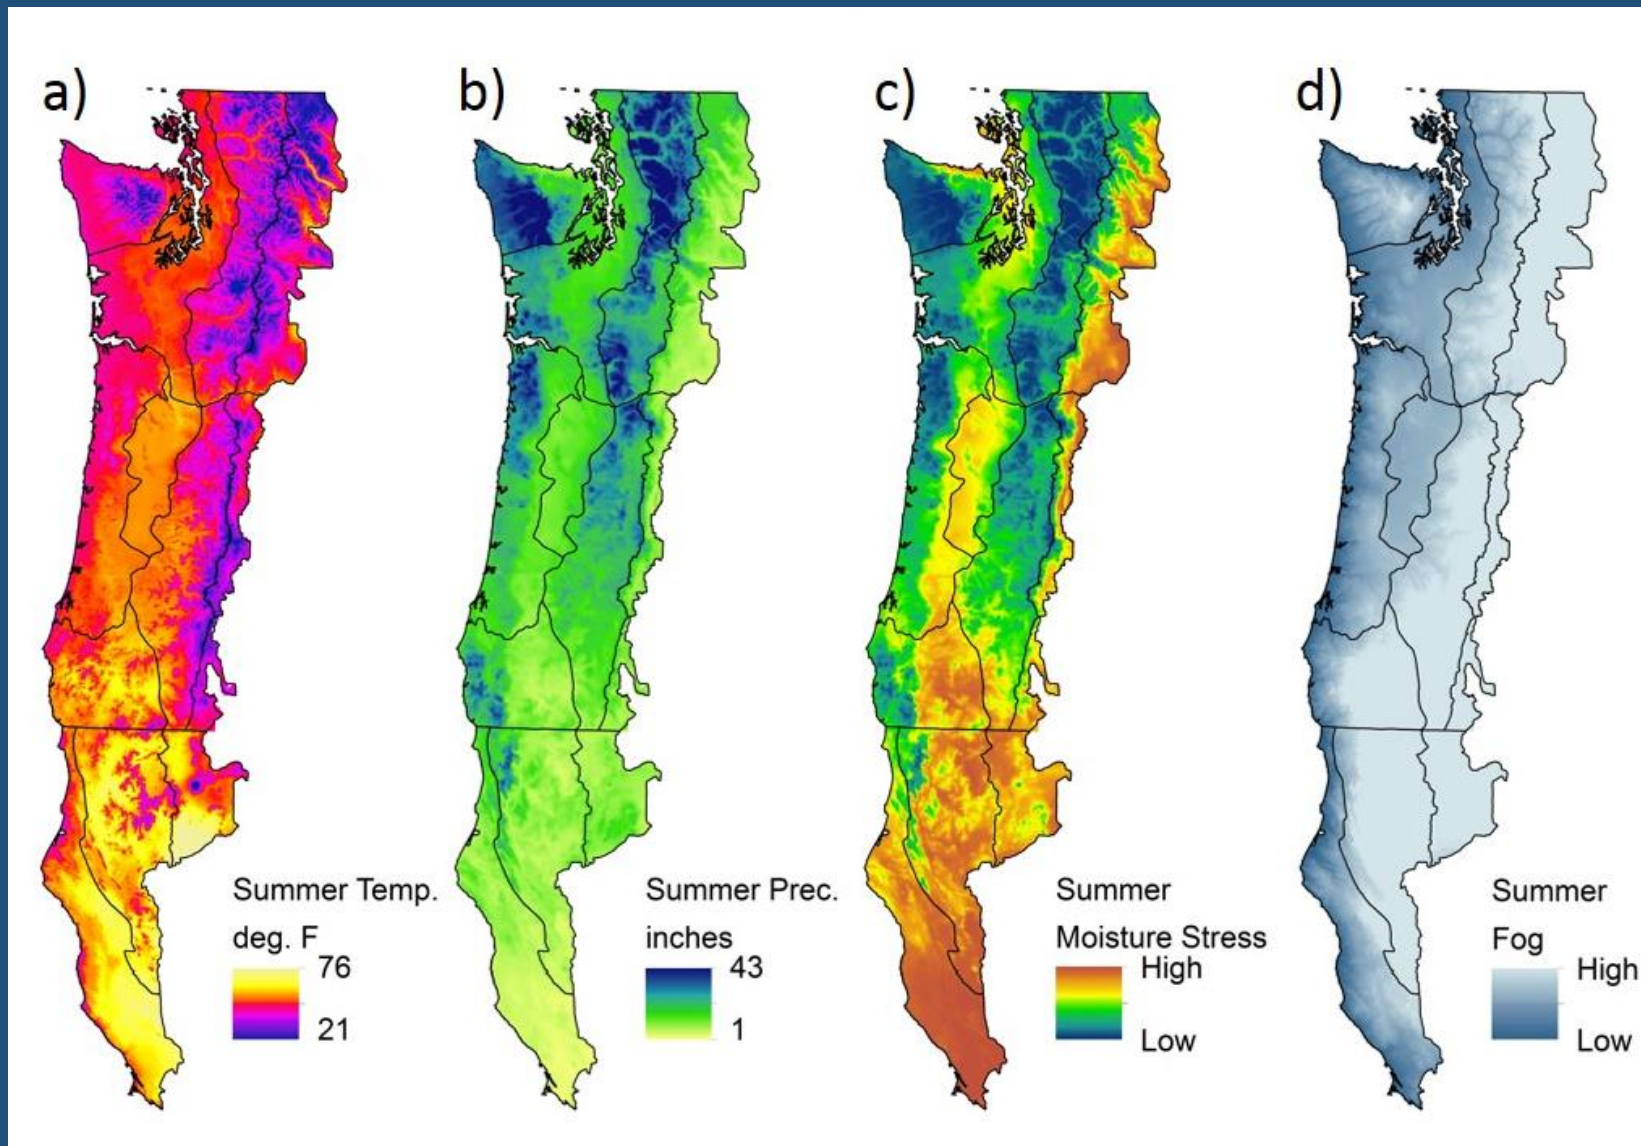 a)
b)
c)
d)
Summer Temp.
deg. F
76
21
Summer Prec.
inches
43
1
Summer
Moisture Stress
High
Low
Summer
Fog
High
Low